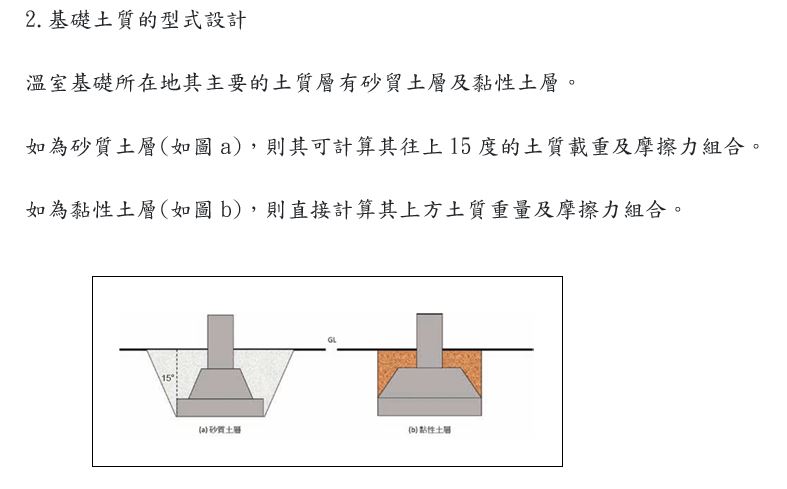 2.基礎土質的型式設計
溫室基礎所在地其主要的土質層有砂貿土層及黏性土層。
如為砂質土層(如圖a)，則其可計算其往上15度的土質載重及摩擦力組合。
如為黏性土層(如圖b)，則直接計算其上方土質重量及摩擦力組合。
GL
15°
(a) 砂質土層
(b) 黏性土層